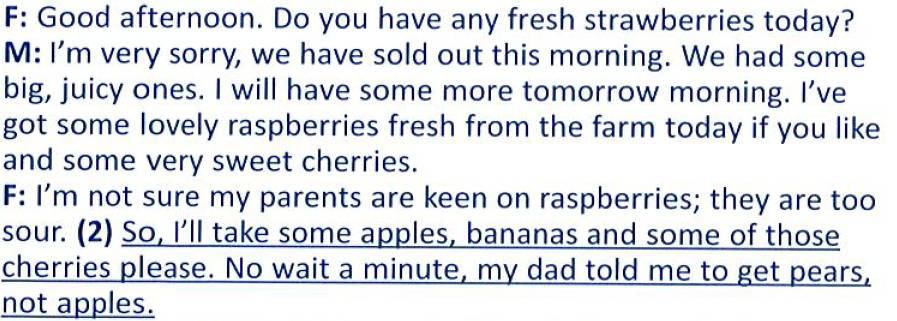 F: Good afternoon. Do you have any fresh strawberries today?
M: I'm very sorry, we have sold out this morning. We had some
big, juicy ones. I will have some more tomorrow morning. I've
got some lovely raspberries fresh from the farm today if you like
and some very sweet cherries.
F: I'm not sure my parents are keen on raspberries; they are too
sour. (2) So, I'll take some apples, bananas and some of those
cherries please. No wait a minute, my dad told me to get pears,
not apples.